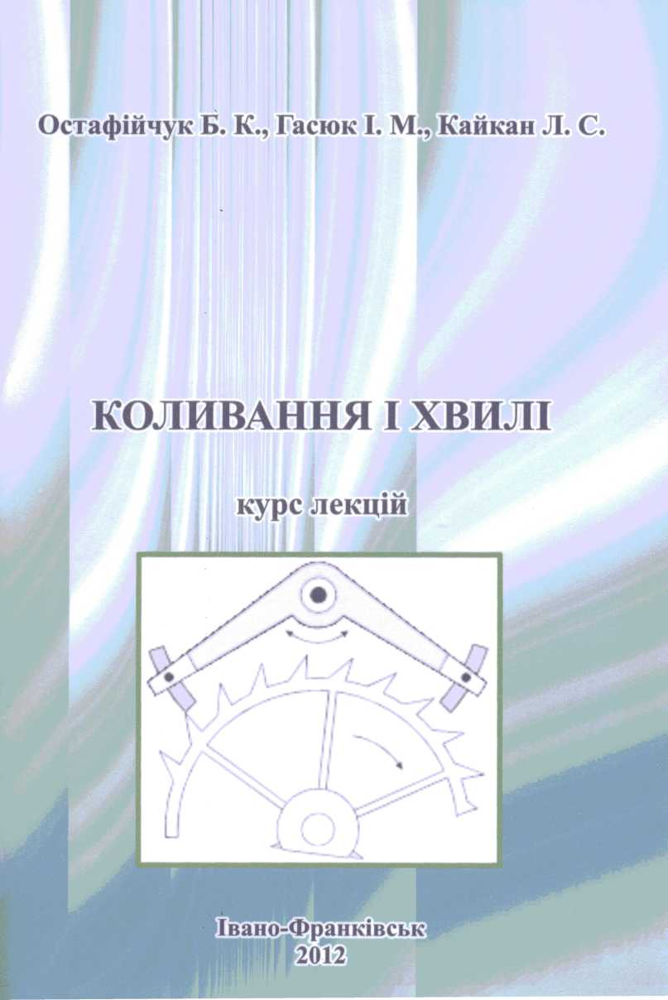 Остафійчук Б. К., Гасюк І. М., Кайкан Л. С.
КОЛИВАННЯ І ХВИЛІ
курс лекцій
Івано-Франківськ
2012